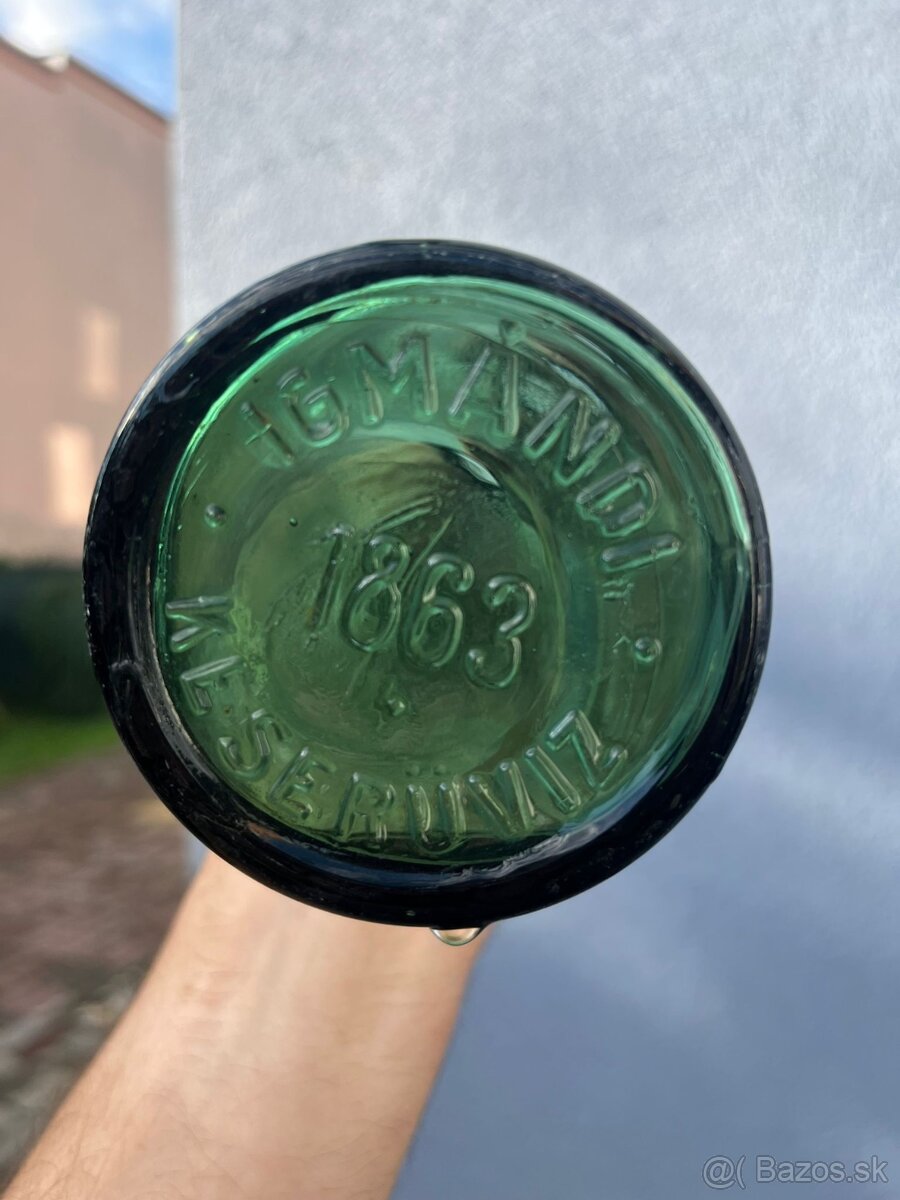 IGMÁNDI
1863
KESERÜVIZ
@( Bazos.sk